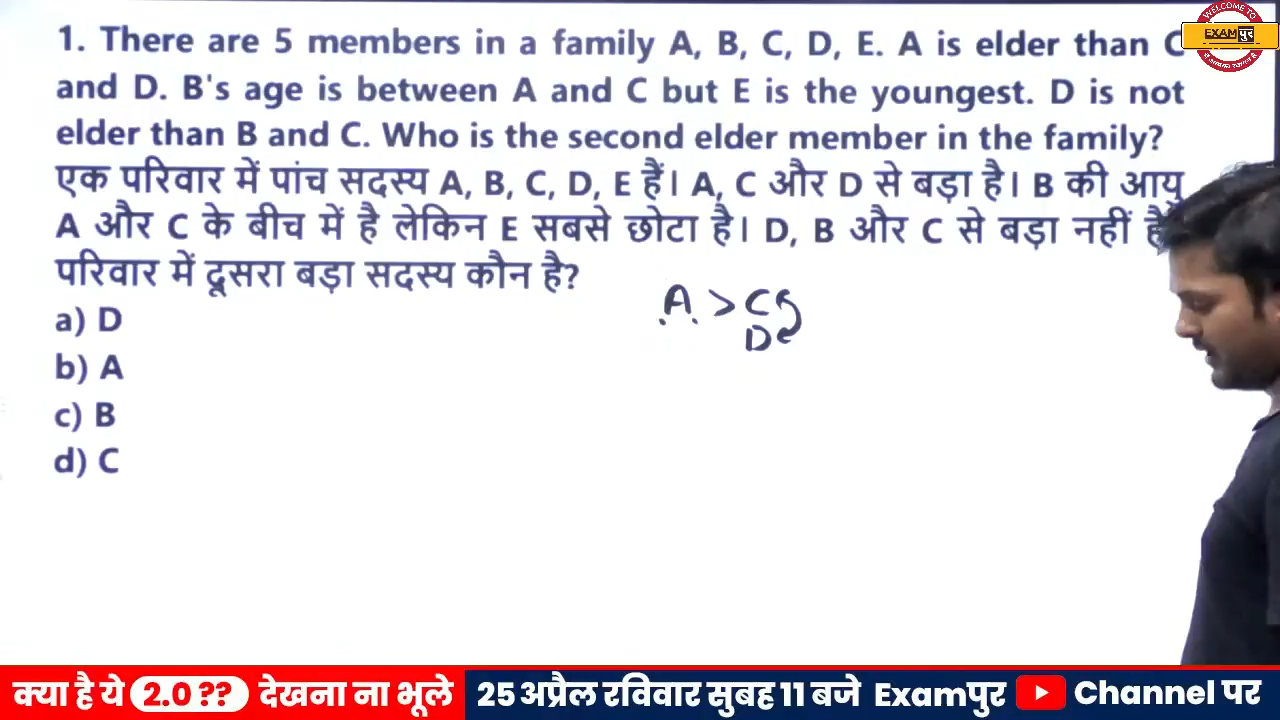 1. There are 5 members in a family A, B, C, D, E. A is elder than C
and D. B's age is between A and C but E is the youngest. D is not
elder than B and C. Who is the second elder member in the family?
एक परिवार में पांच सदस्य A, B, C, D, E हैं। A, C और D से बड़ा है। B की आयु
A और C के बीच में है लेकिन E सबसे छोटा है। D, B और C से बड़ा नहीं है
परिवार में दूसरा बड़ा सदस्य कौन है?
a) D
b) A
c) B
d) C
A > C
D
WELCOME TO
EXAMपुर
क्या है ये 2.0 ?? देखना ना भूले 25 अप्रैल रविवार सुबह 11 बजे Examपुर Channel पर